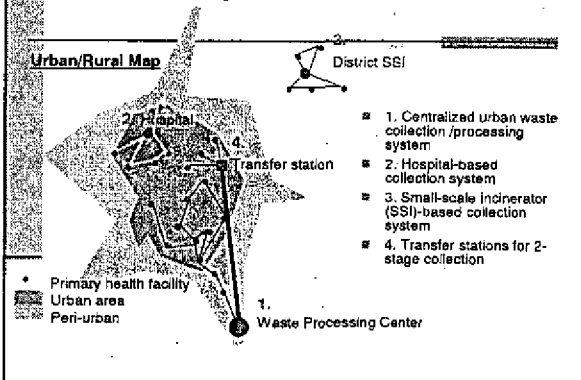 3.
Urban/Rural Map
District SSI
2. Hospital
4.
Transfer station
1. Centralized urban waste
collection /processing
system
2. Hospital-based
collection system
3. Small-scale incinerator
(SSI)-based collection
system
4. Transfer stations for 2-
stage collection
Primary health facility
Urban area
Peri-urban
1.
Waste Processing Center